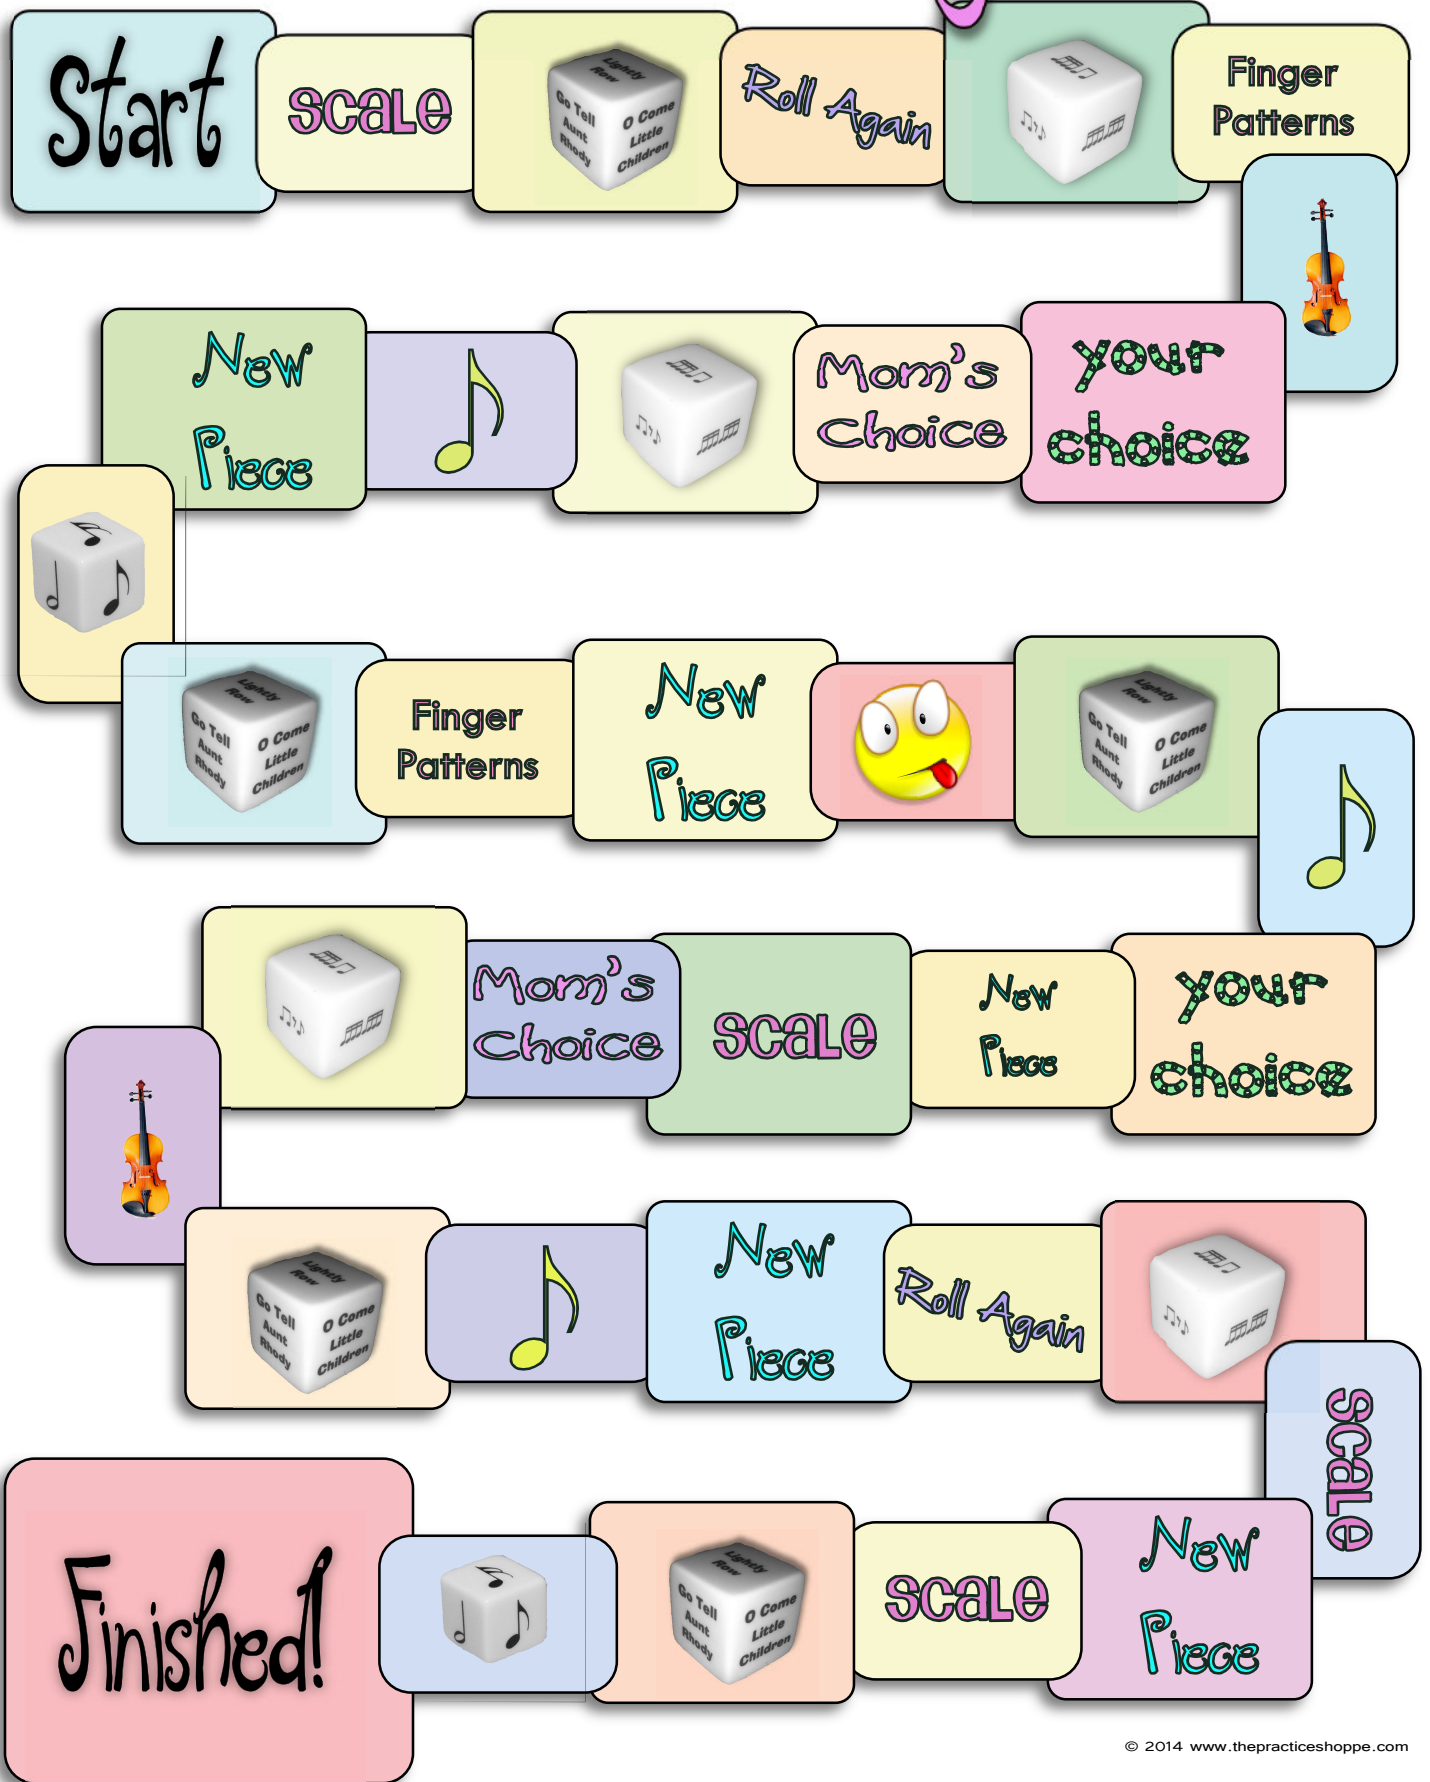 Start
SCALE
Lightly
Row
Go Tell
Aunt
Rhody
O Come
Little
Children
Roll Again
Finger
Patterns
your
choice
Mom's
Choice
New
Piece
Lightly
Row
Go Tell
Aunt
Rhody
O Come
Little
Children
Finger
Patterns
New
Piece
Lightly
Row
Go Tell
Aunt
Rhody
O Come
Little
Children
your
choice
New
Piece
SCALE
Mom's
Choice
Lightly
Row
Go Tell
Aunt
Rhody
O Come
Little
Children
New
Piece
Roll Again
SCALE
New
Piece
SCALE
Lightly
Row
Go Tell
Aunt
Rhody
O Come
Little
Children
Finished!
© 2014 www.thepracticeshoppe.com